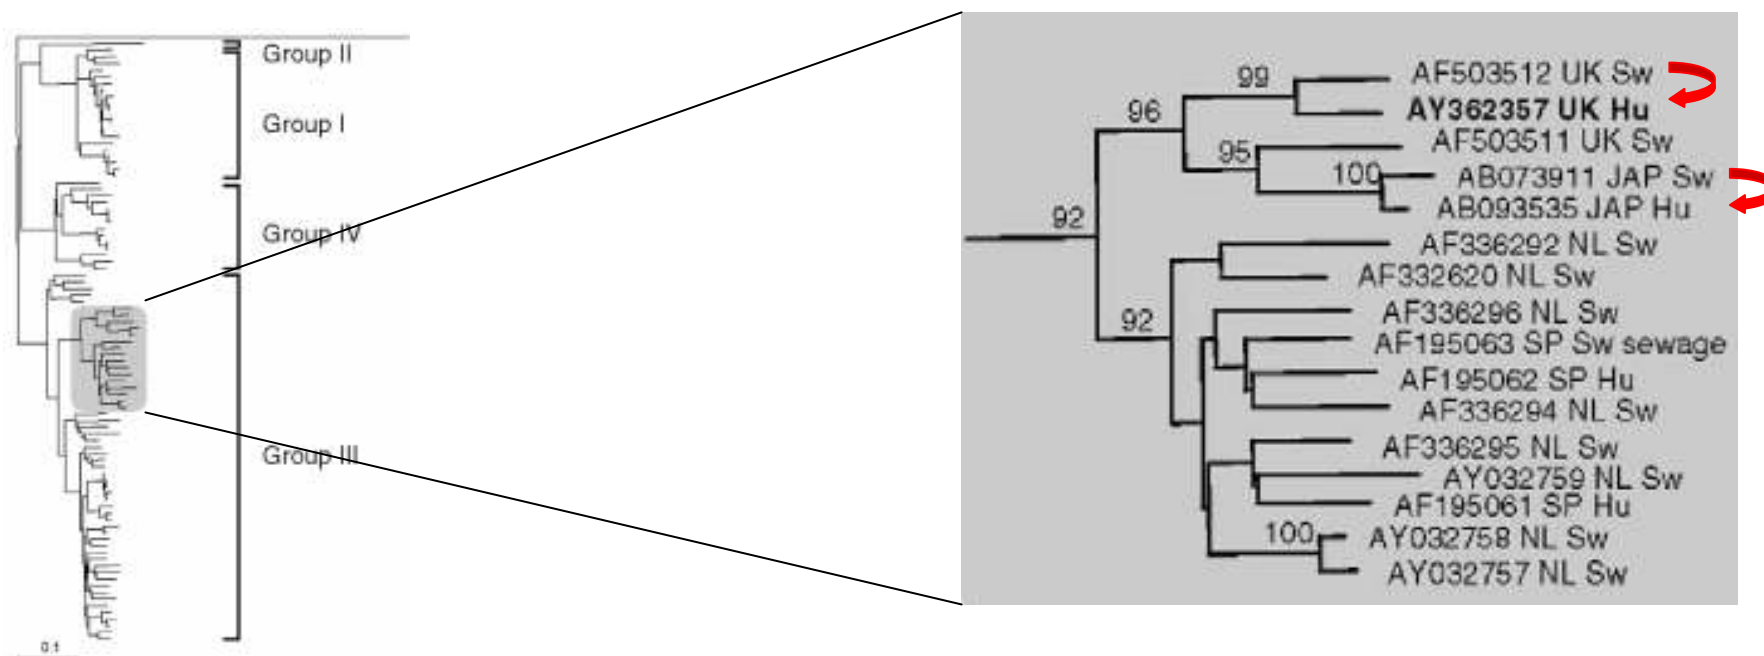 Group II
Group I
Group IV
Group III
0.1
99
AF503512 UK Sw
AY362357 UK Hu
96
AF503511 UK Sw
95
100
AB073911 JAP Sw
AB093535 JAP Hu
92
AF336292 NL Sw
AF332620 NL Sw
AF336296 NL Sw
92
AF195063 SP Sw sewage
AF195062 SP Hu
AF336294 NL Sw
AF336295 NL Sw
AY032759 NL Sw
AF195061 SP Hu
100
AY032758 NL Sw
AY032757 NL Sw